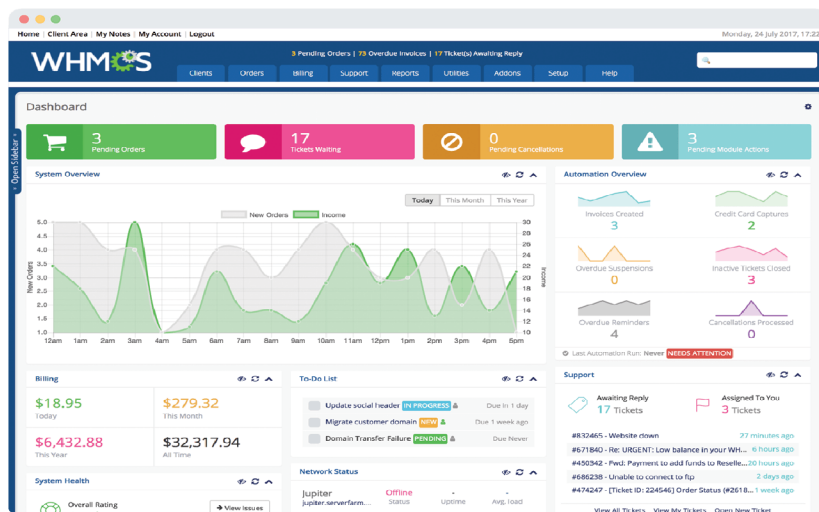 Home | Client Area | My Notes | My Account | Logout
Monday, 24 July 2017, 17:22
WHMCS
3 Pending Orders | 73 Overdue Invoices | 17 Ticket(s) Awaiting Reply
Clients Orders Billing Support Reports Utilities Addons Setup Help
» Open Sidebar »
Dashboard
3
Pending Orders
17
Tickets Waiting
0
Pending Cancellations
3
Pending Module Actions
System Overview
Today This Month This Year
New Orders Income
New Orders
5.0
4.5
4.0
3.5
3.0
2.5
2.0
1.5
1.0
30
28
26
24
22
20
18
16
14
12
10
Income
12am 1am 2am 3am 4am 5am 6am 7am 8am 9am 10am 11am 12pm 1pm 2pm 3pm 4pm 5pm
Automation Overview
Invoices Created
3
Credit Card Captures
2
Overdue Suspensions
0
Inactive Tickets Closed
3
Overdue Reminders
4
Cancellations Processed
0
Last Automation Run: Never NEEDS ATTENTION
Billing
$18.95
Today
$279.32
This Month
$6,432.88
This Year
$32,317.94
All Time
To-Do List
Update social header IN PROGRESS Due in 1 day
Migrate customer domain NEW Due 1 week ago
Domain Transfer Failure PENDING Due Never
Support
Awaiting Reply
17 Tickets
Assigned To You
3 Tickets
#832465 - Website down 27 minutes ago
#671840 - Re: URGENT: Low balance in your WH... 6 hours ago
#450342 - Fwd: Payment to add funds to Reselle... 20 hours ago
#686238 - Unable to connect to ftp 2 days ago
#474247 - [Ticket ID: 224546] Order Status (#2618... 1 week ago
View All Tickets View My Tickets Open New Ticket
System Health
Overall Rating
View Issues
Network Status
Jupiter
jupiter.serverfarm...
Offline
Status
-
Uptime
-
Avg. Load